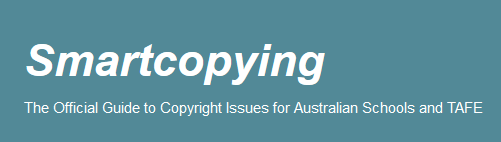 Smartcopying
The Official Guide to Copyright Issues for Australian Schools and TAFE